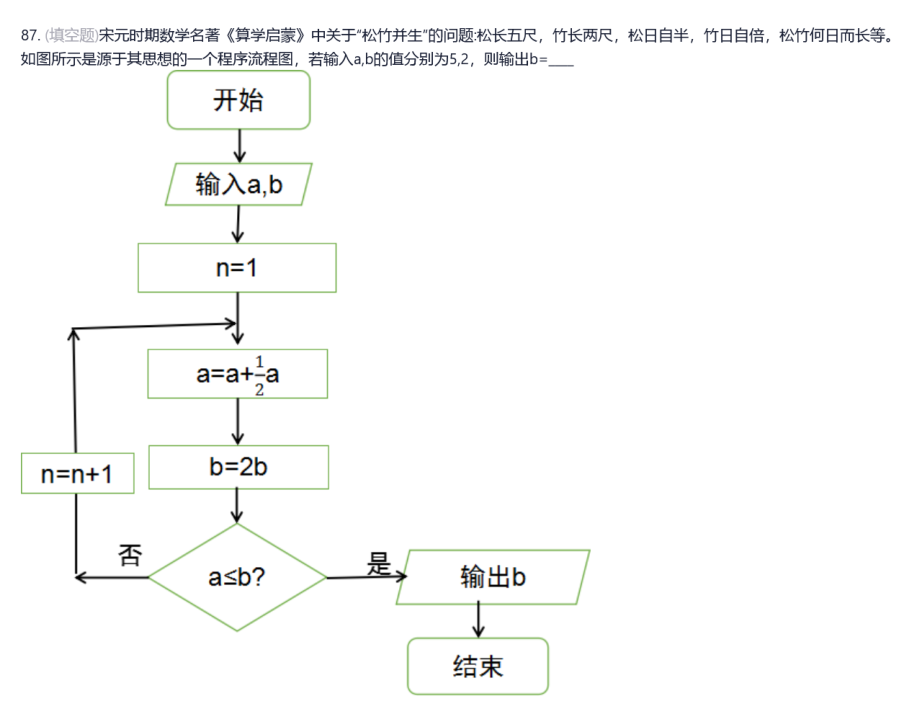 87. (填空题)宋元时期数学名著《算学启蒙》中关于“松竹并生”的问题:松长五尺，竹长两尺，松日自半，竹日自倍，松竹何日而长等。
如图所示是源于其思想的一个程序流程图，若输入a,b的值分别为5,2，则输出b=___
开始
输入a,b
n=1
a=a+\frac{1}{2}a
n=n+1
b=2b
否
a≤b?
是
输出b
结束